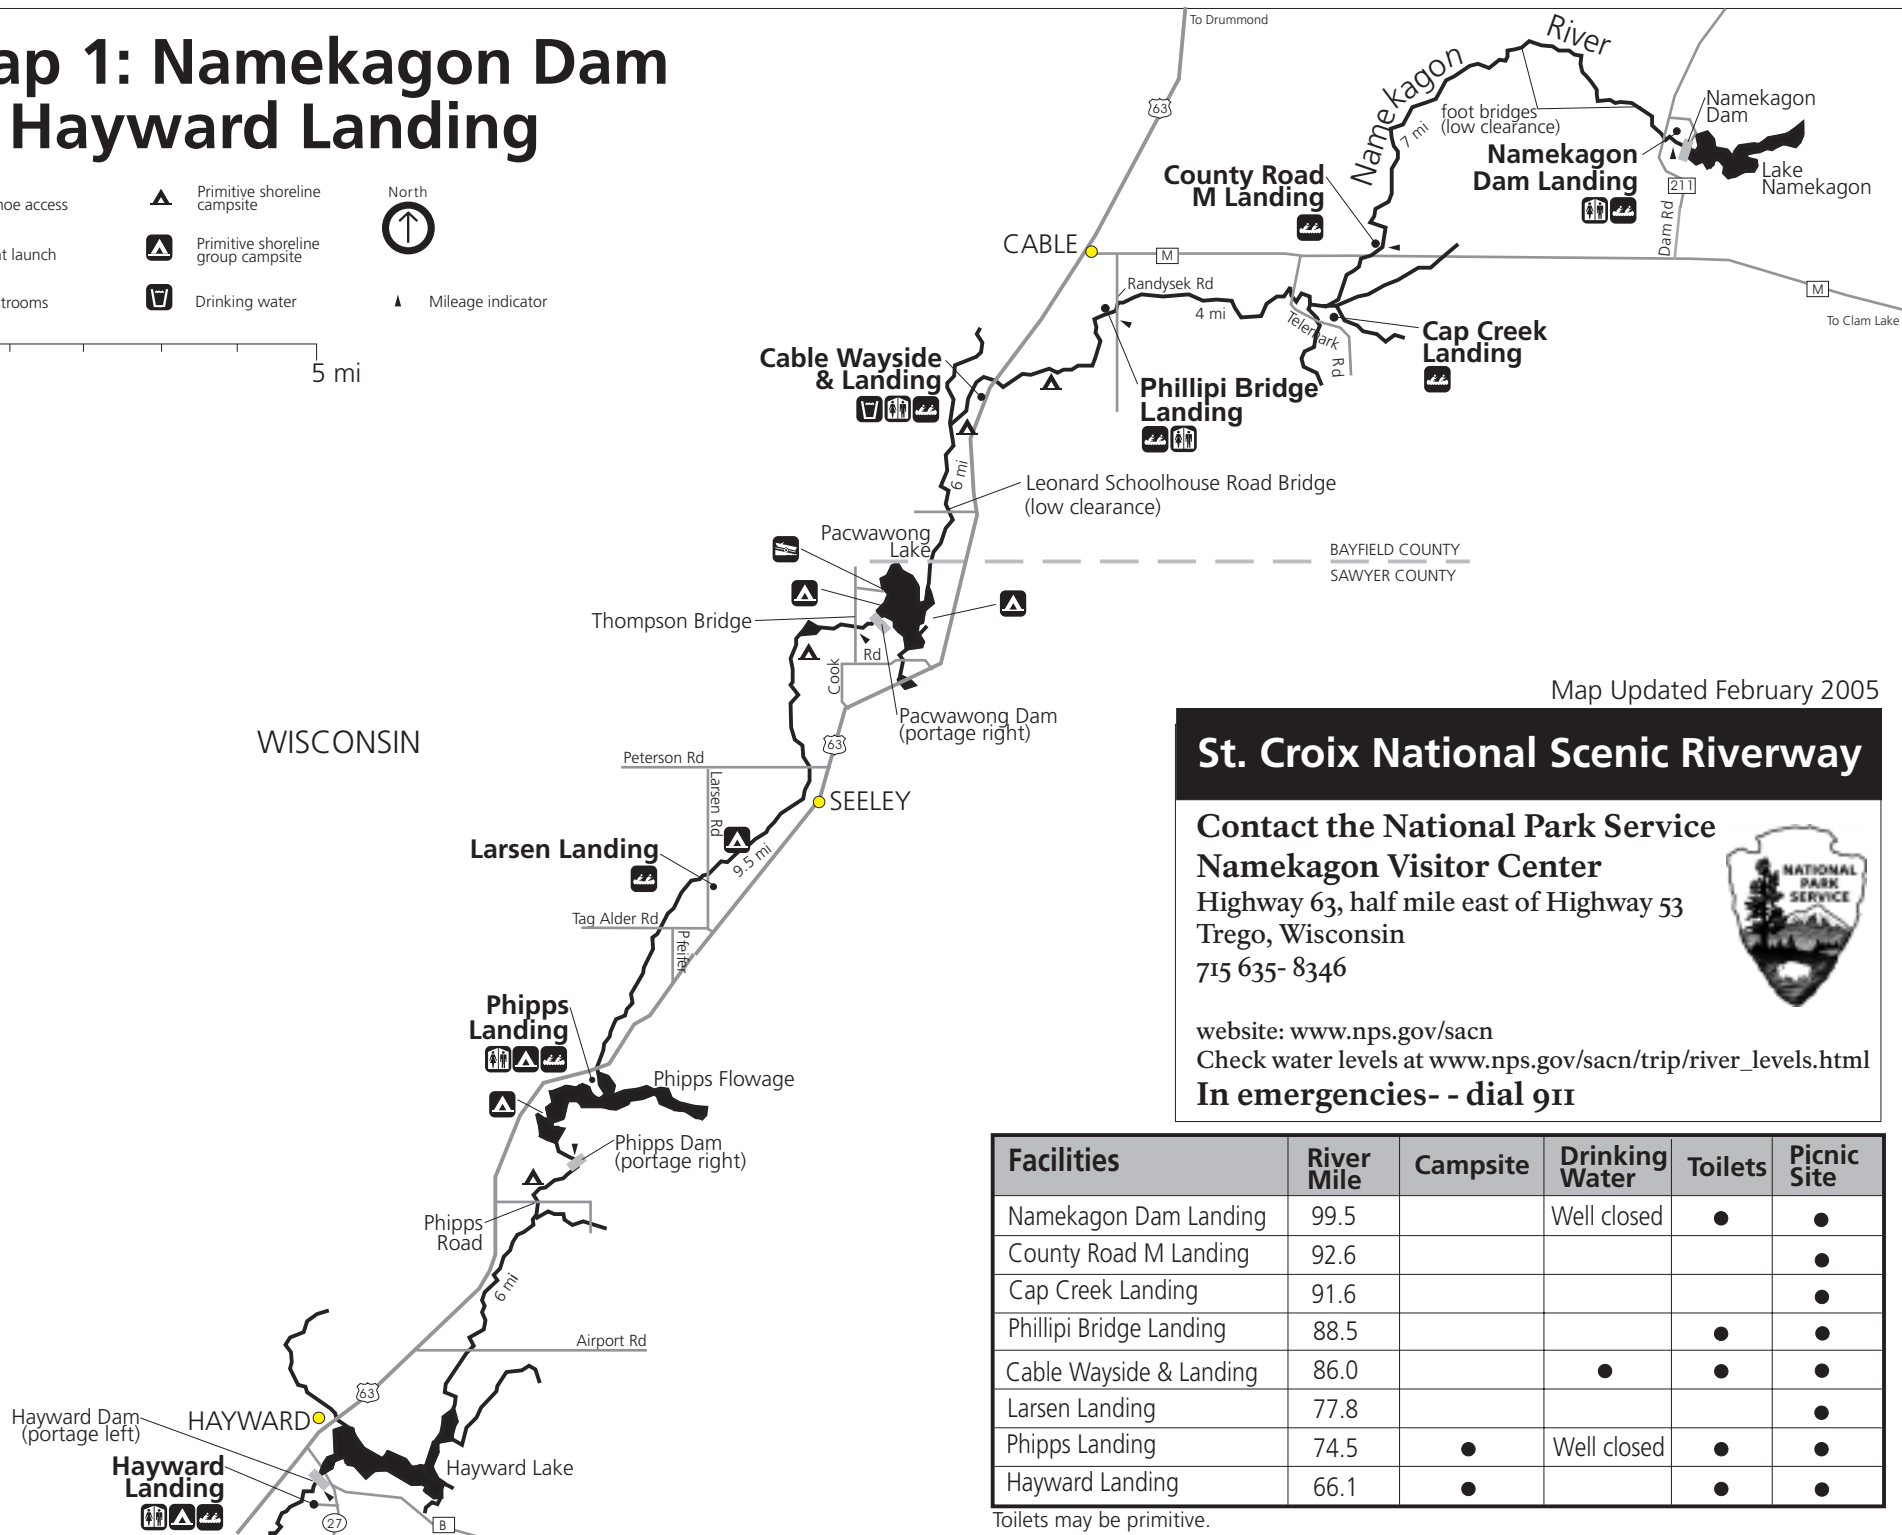 ap 1: Namekagon Dam
Hayward Landing
noe access
t launch
trooms
Primitive shoreline
campsite
Primitive shoreline
group campsite
Drinking water
North
Mileage indicator
5 mi
To Drummond
63
Namekagon River
7 mi
foot bridges
(low clearance)
Namekagon
Dam
Namekagon
Dam Landing
Lake
Namekagon
211
Dam Rd
County Road
M Landing
CABLE
M
M
To Clam Lake
Randysek Rd
4 mi
Telemark Rd
Cap Creek
Landing
Cable Wayside
& Landing
Phillipi Bridge
Landing
6 mi
Leonard Schoolhouse Road Bridge
(low clearance)
Pacwawong
Lake
BAYFIELD COUNTY
SAWYER COUNTY
Thompson Bridge
Cook Rd
Pacwawong Dam
(portage right)
WISCONSIN
63
Peterson Rd
Larsen Rd
SEELEY
Larsen Landing
9.5 mi
Tag Alder Rd
Pfeifer
Phipps
Landing
Phipps Flowage
Phipps Dam
(portage right)
Phipps
Road
6 mi
Airport Rd
63
Hayward Dam
(portage left)
HAYWARD
Hayward
Landing
Hayward Lake
27
B
Map Updated February 2005
St. Croix National Scenic Riverway
Contact the National Park Service
Namekagon Visitor Center
Highway 63, half mile east of Highway 53
Trego, Wisconsin
715 635- 8346
NATIONAL
PARK
SERVICE
website: www.nps.gov/sacn
Check water levels at www.nps.gov/sacn/trip/river_levels.html
In emergencies- - dial 911
Facilities River Mile Campsite Drinking Water Toilets Picnic Site
Namekagon Dam Landing 99.5 Well closed ● ●
County Road M Landing 92.6 ●
Cap Creek Landing 91.6 ●
Phillipi Bridge Landing 88.5 ● ●
Cable Wayside & Landing 86.0 ● ● ●
Larsen Landing 77.8 ●
Phipps Landing 74.5 ● Well closed ● ●
Hayward Landing 66.1 ● ● ●
Toilets may be primitive.